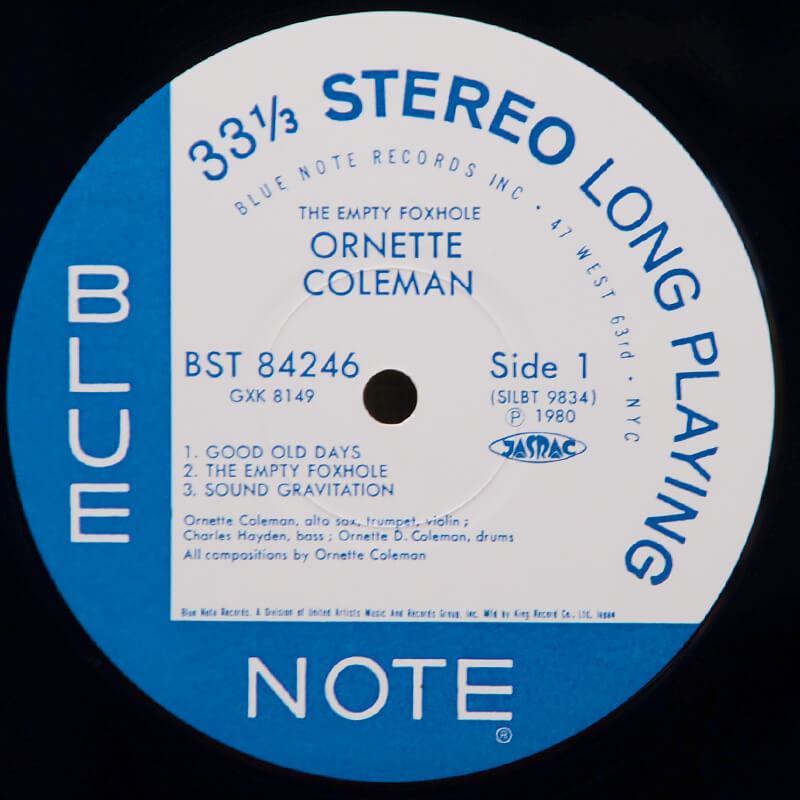 33⅓ STEREO LONG PLAYING
BLUE NOTE RECORDS INC • 47 WEST 63rd • NYC
THE EMPTY FOXHOLE
ORNETTE
COLEMAN
BST 84246
GXK 8149
Side 1
(SILBT 9834)
Ⓟ 1980
JASRAC
1. GOOD OLD DAYS
2. THE EMPTY FOXHOLE
3. SOUND GRAVITATION
Ornette Coleman, alto sax, trumpet, violin ;
Charles Hayden, bass ; Ornette D. Coleman, drums
All compositions by Ornette Coleman
Blue Note Records, A Division of United Artists Music And Records Group, Inc. Mfd by King Record Co., Ltd, Japan
BLUE
NOTE
®